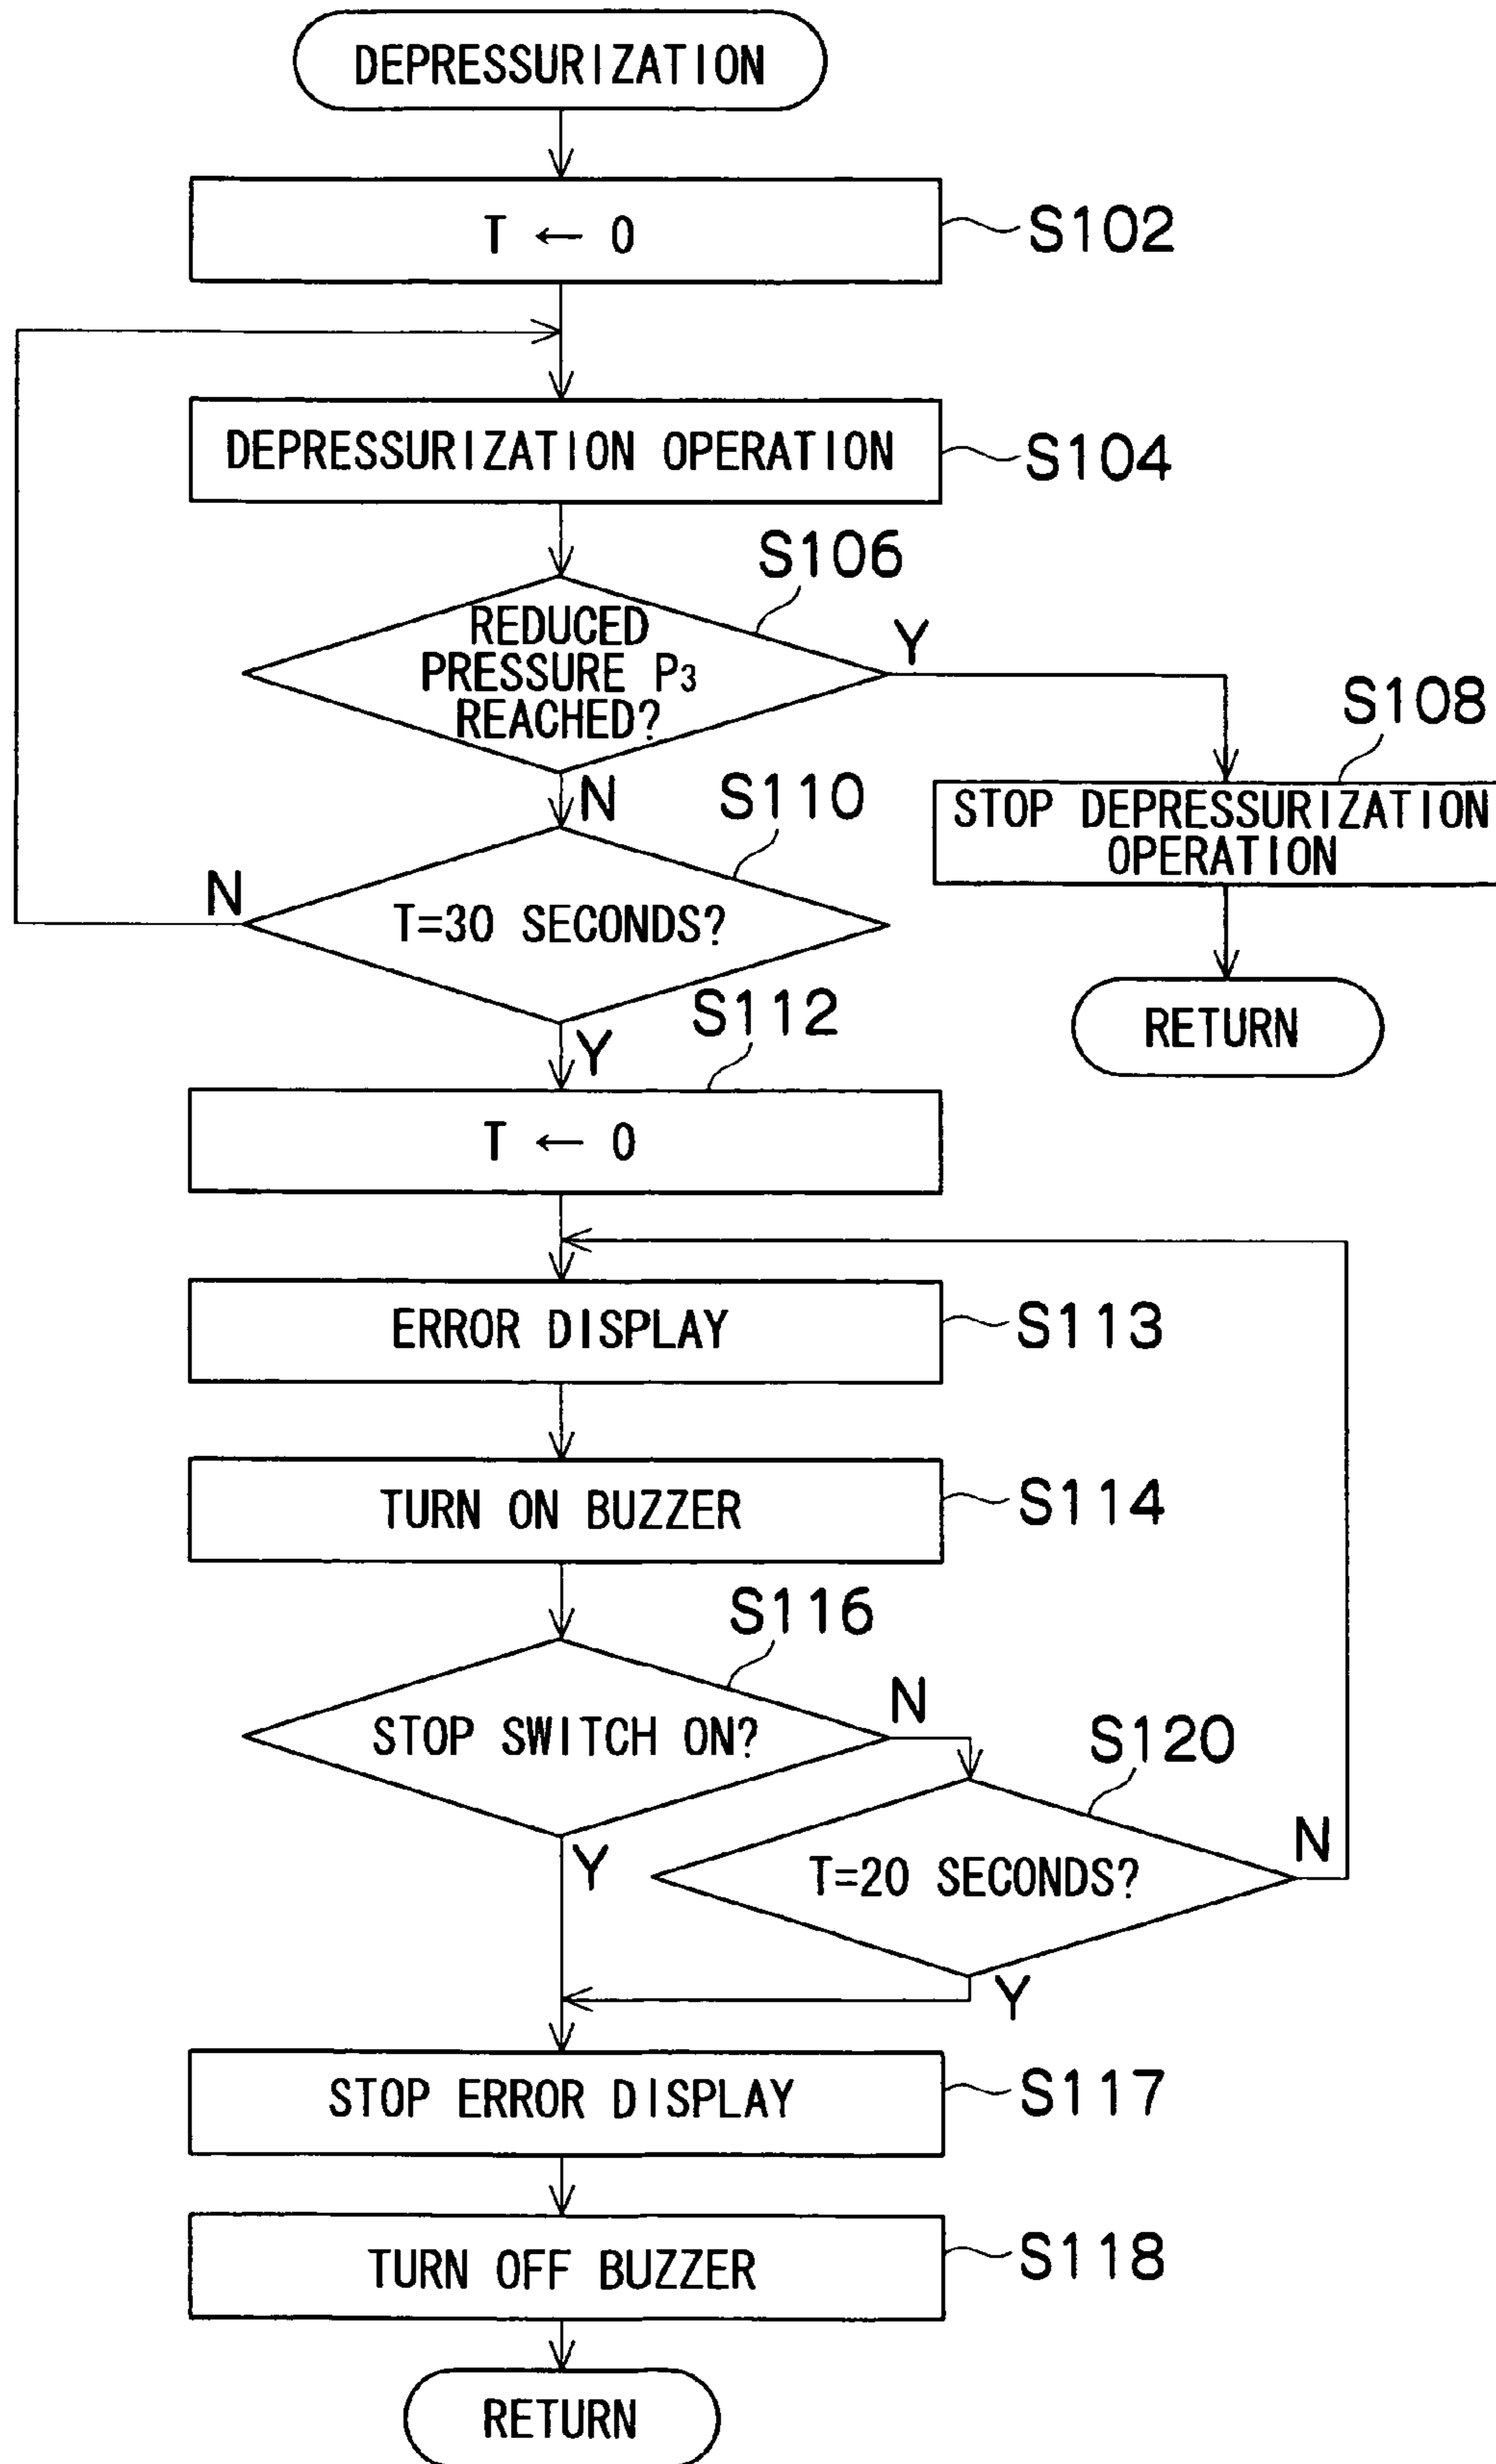 DEPRESSURIZATION
T ← 0
S102
DEPRESSURIZATION OPERATION
S104
S106
REDUCED
PRESSURE P₃
REACHED?
Y
N
S108
STOP DEPRESSURIZATION
OPERATION
RETURN
S110
T=30 SECONDS?
N
Y
S112
T ← 0
ERROR DISPLAY
S113
TURN ON BUZZER
S114
S116
STOP SWITCH ON?
N
Y
S120
T=20 SECONDS?
N
Y
STOP ERROR DISPLAY
S117
TURN OFF BUZZER
S118
RETURN